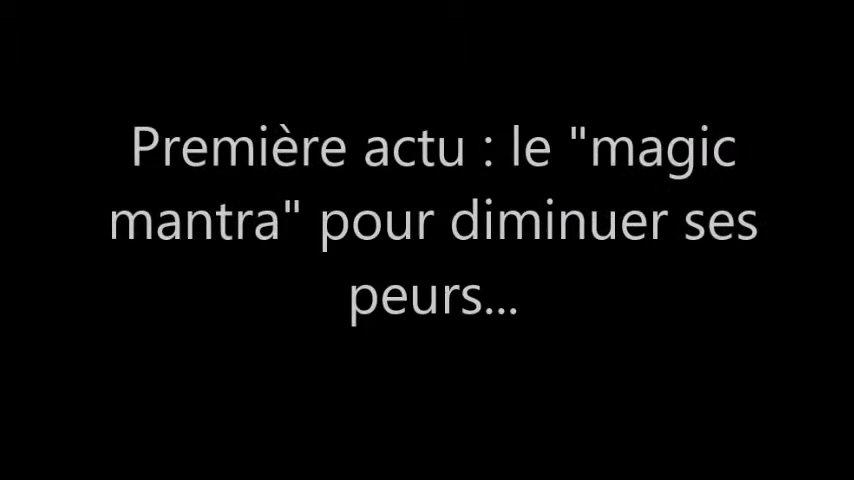 Première actu : le "magic
mantra" pour diminuer ses
peurs...